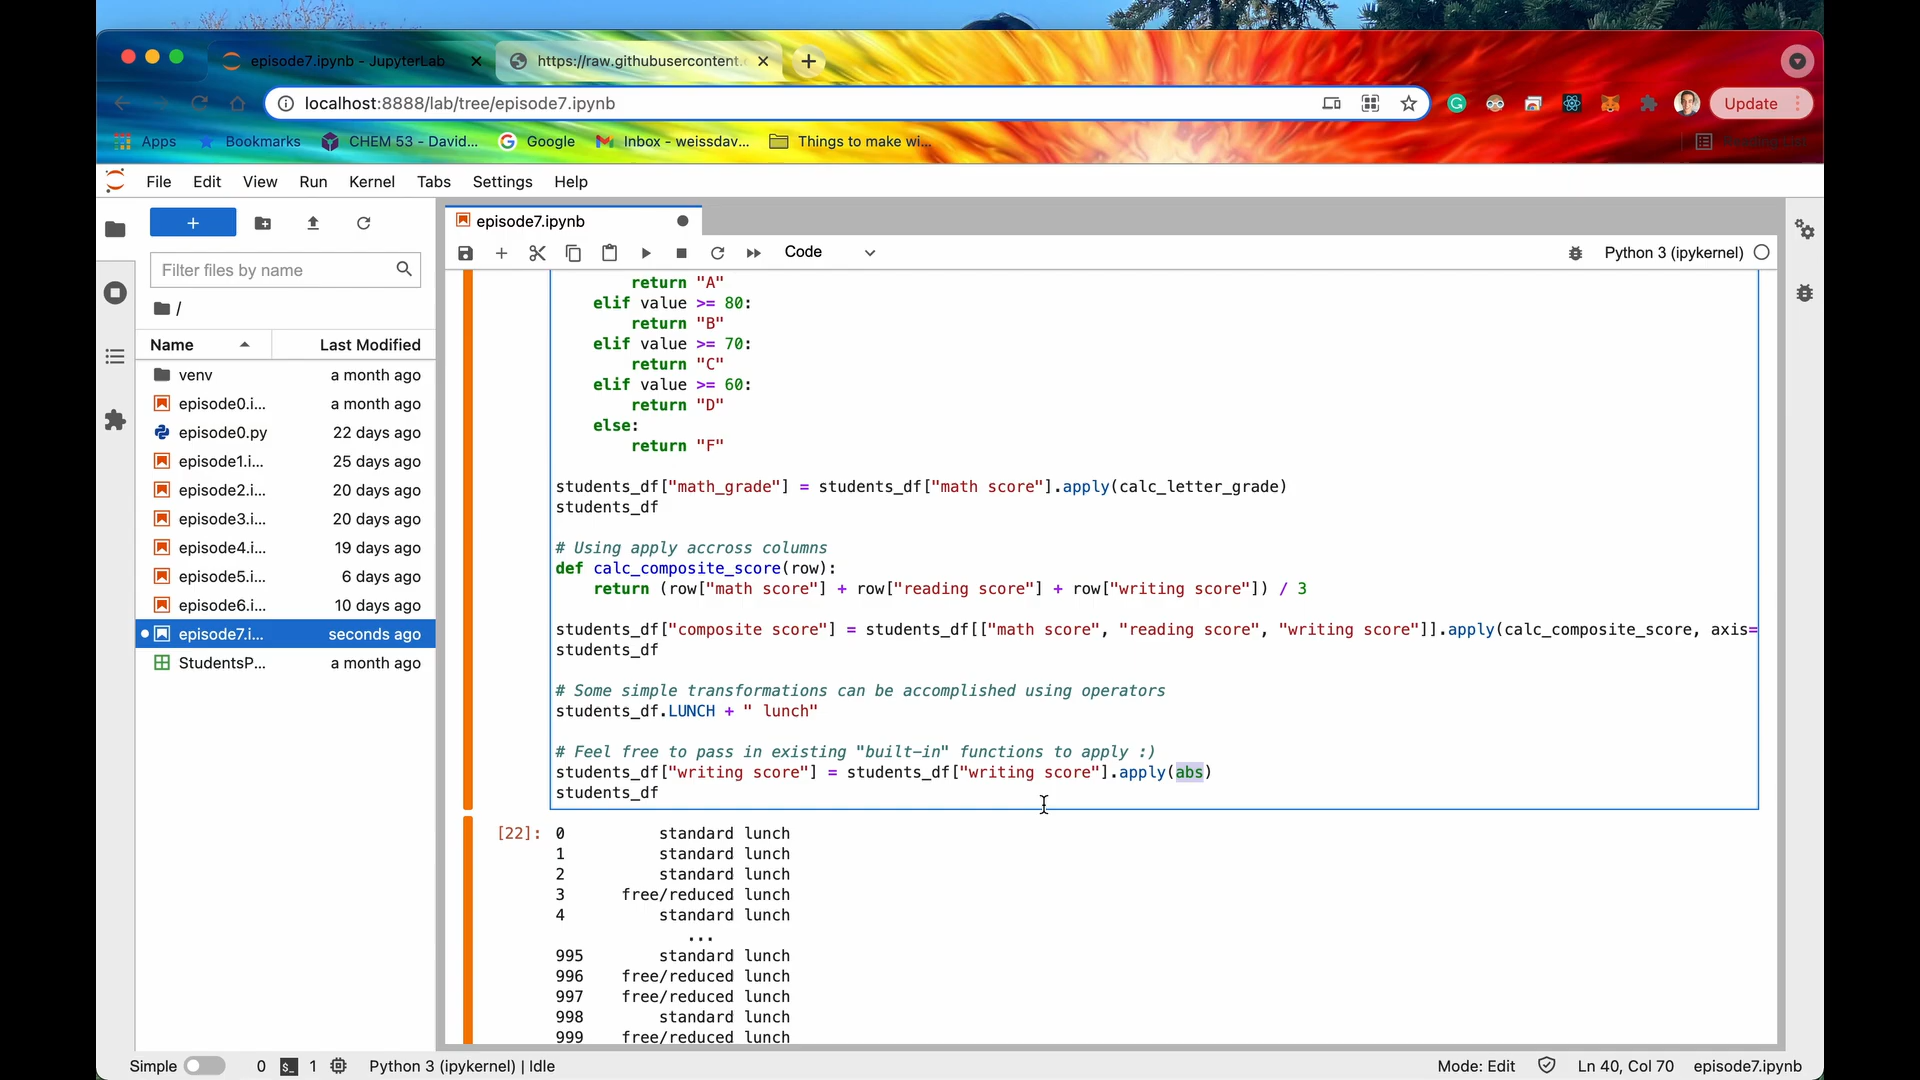 episode7.ipynb - JupyterLab
https://raw.githubusercontent.
localhost:8888/lab/tree/episode7.ipynb
Update
Apps
Bookmarks
CHEM 53 - David...
Google
Inbox - weissdav...
Things to make wi...
Reading List
File Edit View Run Kernel Tabs Settings Help
episode7.ipynb
Code
Python 3 (ipykernel)
Filter files by name
/
Name Last Modified
venv a month ago
episode0.i... a month ago
episode0.py 22 days ago
episode1.i... 25 days ago
episode2.i... 20 days ago
episode3.i... 20 days ago
episode4.i... 19 days ago
episode5.i... 6 days ago
episode6.i... 10 days ago
episode7.i... seconds ago
StudentsP... a month ago
return "A"
elif value >= 80:
return "B"
elif value >= 70:
return "C"
elif value >= 60:
return "D"
else:
return "F"
students_df["math_grade"] = students_df["math score"].apply(calc_letter_grade)
students_df
# Using apply accross columns
def calc_composite_score(row):
return (row["math score"] + row["reading score"] + row["writing score"]) / 3
students_df["composite score"] = students_df[["math score", "reading score", "writing score"]].apply(calc_composite_score, axis=
students_df
# Some simple transformations can be accomplished using operators
students_df.LUNCH + " lunch"
# Feel free to pass in existing "built-in" functions to apply :)
students_df["writing score"] = students_df["writing score"].apply(abs)
students_df
[22]: 0 standard lunch
1 standard lunch
2 standard lunch
3 free/reduced lunch
4 standard lunch
...
995 standard lunch
996 free/reduced lunch
997 free/reduced lunch
998 standard lunch
999 free/reduced lunch
Simple 0 1 Python 3 (ipykernel) | Idle Mode: Edit Ln 40, Col 70 episode7.ipynb